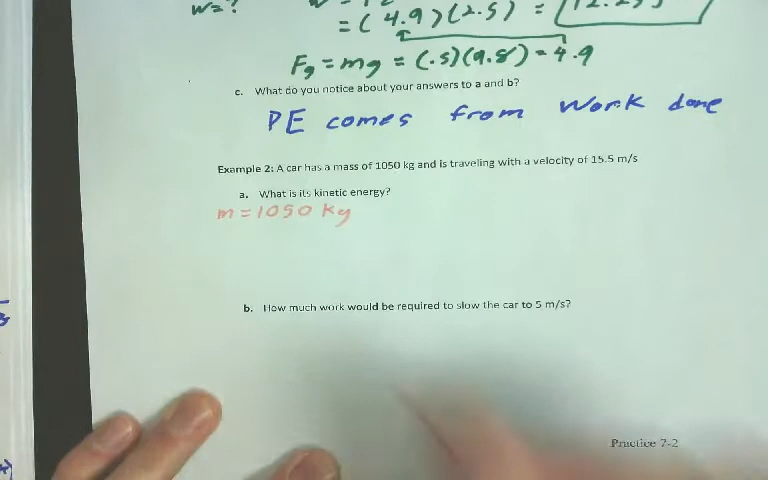 w=?
= (4.9)(2.5) =
Fg = mg = (.5)(9.8) = 4.9
c. What do you notice about your answers to a and b?
PE comes from Work done
Example 2: A car has a mass of 1050 kg and is traveling with a velocity of 15.5 m/s
a. What is its kinetic energy?
m = 1050 kg
b. How much work would be required to slow the car to 5 m/s?
Practice 7-2